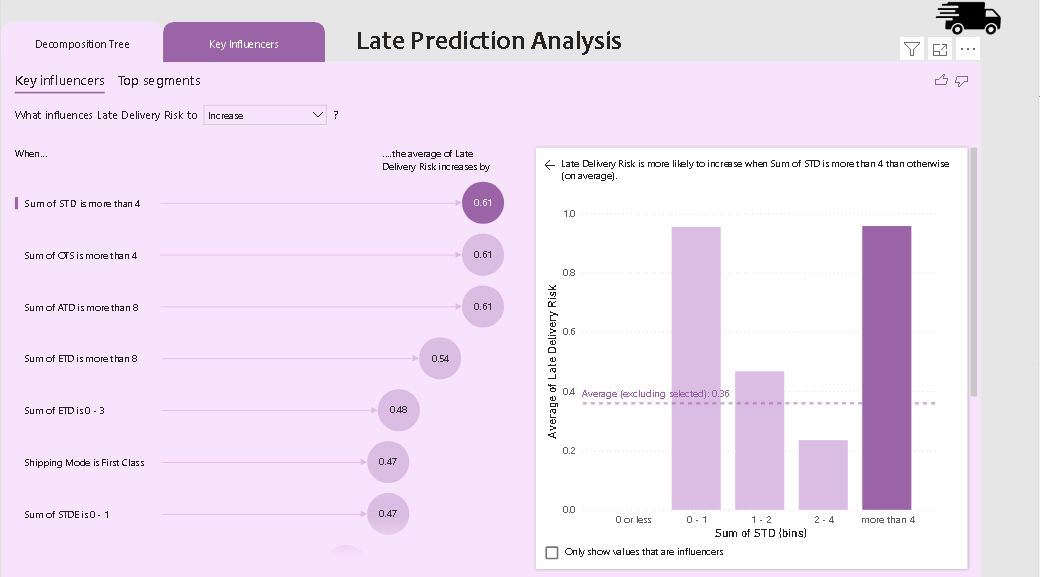 Late Prediction Analysis
Decomposition Tree
Key Influencers
Key influencers
Top segments
What influences Late Delivery Risk to
Increase
?
When...
....the average of Late
Delivery Risk increases by
Sum of STD is more than 4
0.61
Sum of OTS is more than 4
0.61
Sum of ATD is more than 8
0.61
Sum of ETD is more than 8
0.54
Sum of ETD is 0 - 3
0.48
Shipping Mode is First Class
0.47
Sum of STDE is 0 - 1
0.47
Late Delivery Risk is more likely to increase when Sum of STD is more than 4 than otherwise
(on average).
Average of Late Delivery Risk
1.0
0.8
0.6
0.4
0.2
0.0
Average (excluding selected): 0.36
0 or less
0 - 1
1 - 2
2 - 4
more than 4
Sum of STD (bins)
Only show values that are influencers